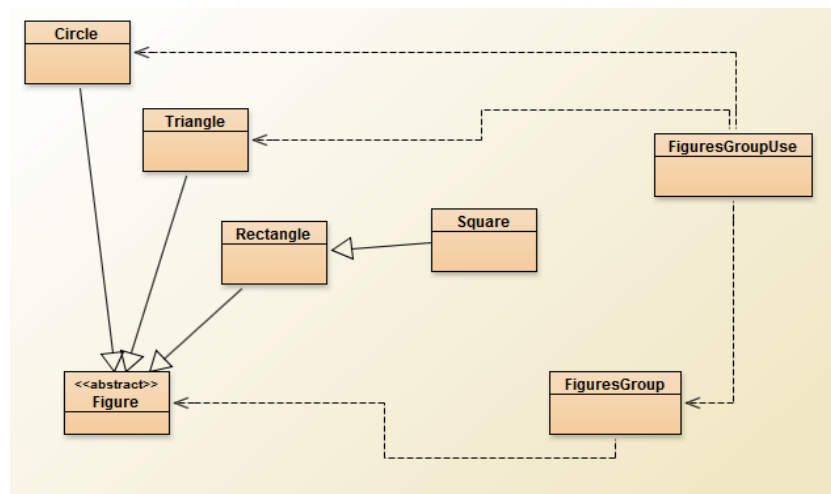 Circle
Triangle
FiguresGroupUse
Rectangle
Square
<<abstract>>
Figure
FiguresGroup